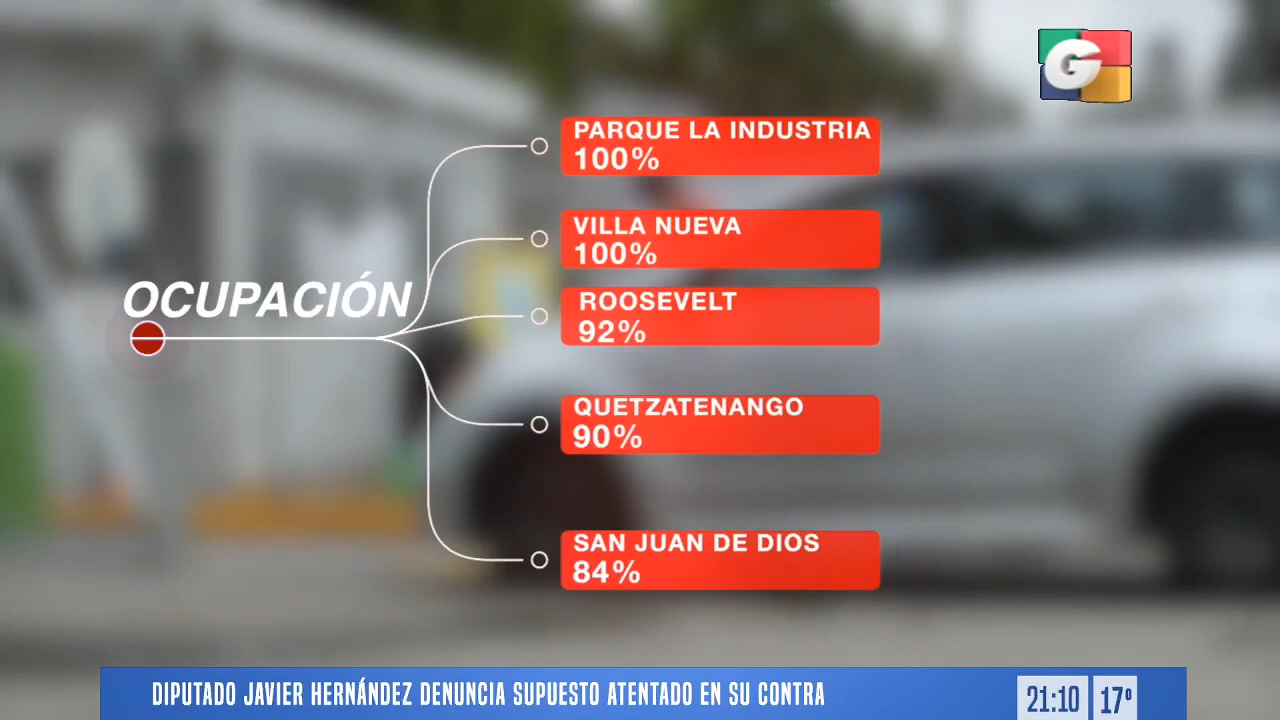 G
PARQUE LA INDUSTRIA
100%
VILLA NUEVA
100%
OCUPACIÓN
ROOSEVELT
92%
QUETZATENANGO
90%
SAN JUAN DE DIOS
84%
DIPUTADO JAVIER HERNÁNDEZ DENUNCIA SUPUESTO ATENTADO EN SU CONTRA
21:10 17º